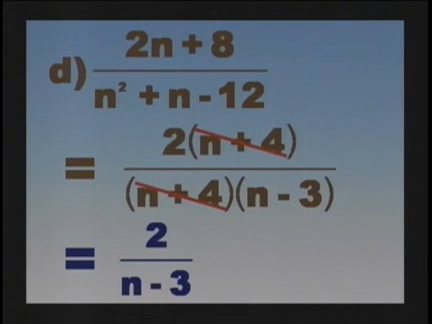 d) 2n + 8
n² + n - 12
= 2(n + 4)
(n + 4)(n - 3)
= 2
n - 3